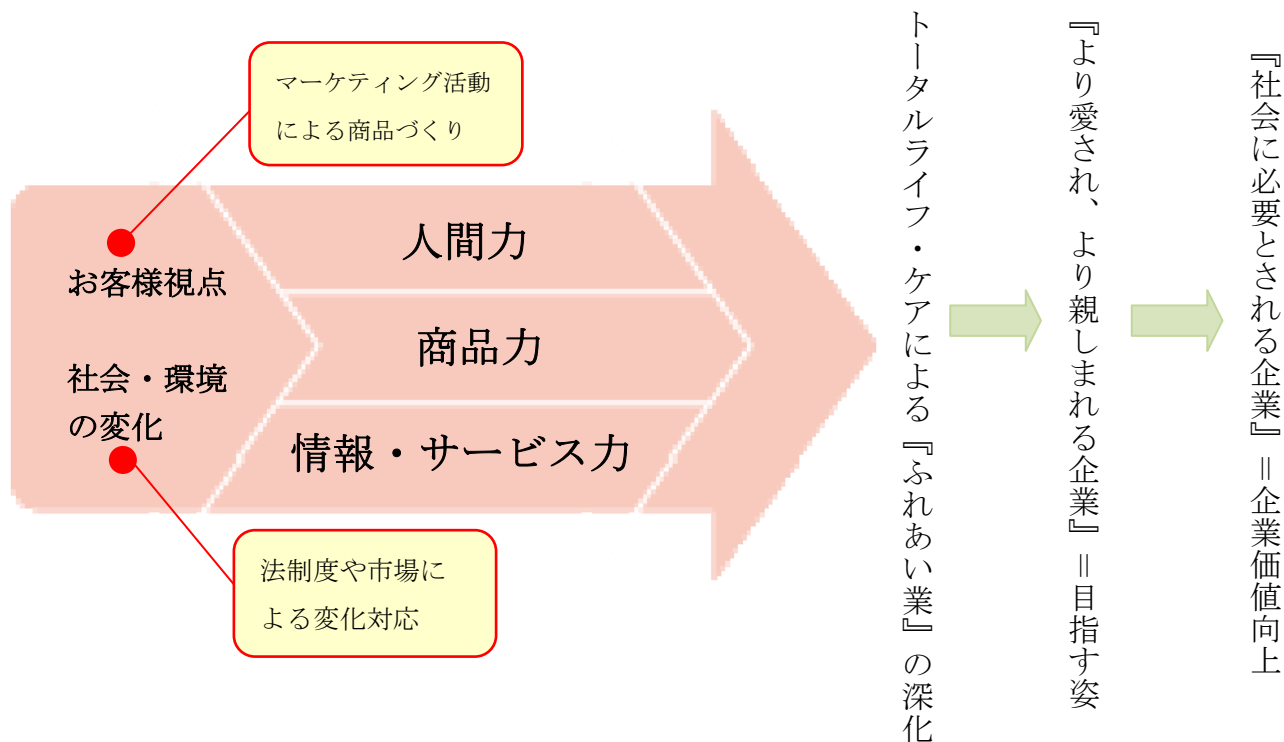 マーケティング活動
による商品づくり
お客様視点
社会・環境
の変化
法制度や市場に
よる変化対応
人間力
商品力
情報・サービス力
トータルライフ・ケアによる『ふれあい業』の深化
『より愛され、より親しまれる企業』＝目指す姿
『社会に必要とされる企業』＝企業価値向上